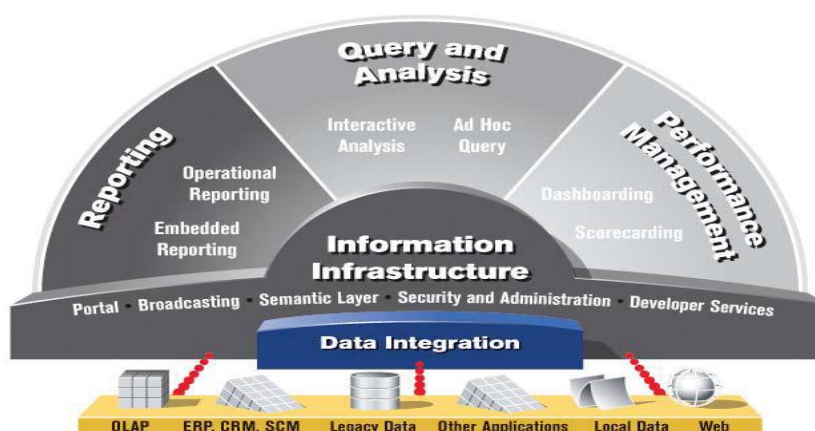 Query and
Analysis
Interactive
Analysis
Ad Hoc
Query
Reporting
Operational
Reporting
Embedded
Reporting
Performance
Management
Dashboarding
Scorecarding
Information
Infrastructure
Portal • Broadcasting • Semantic Layer • Security and Administration • Developer Services
Data Integration
OLAP
ERP, CRM, SCM
Legacy Data
Other Applications
Local Data
Web